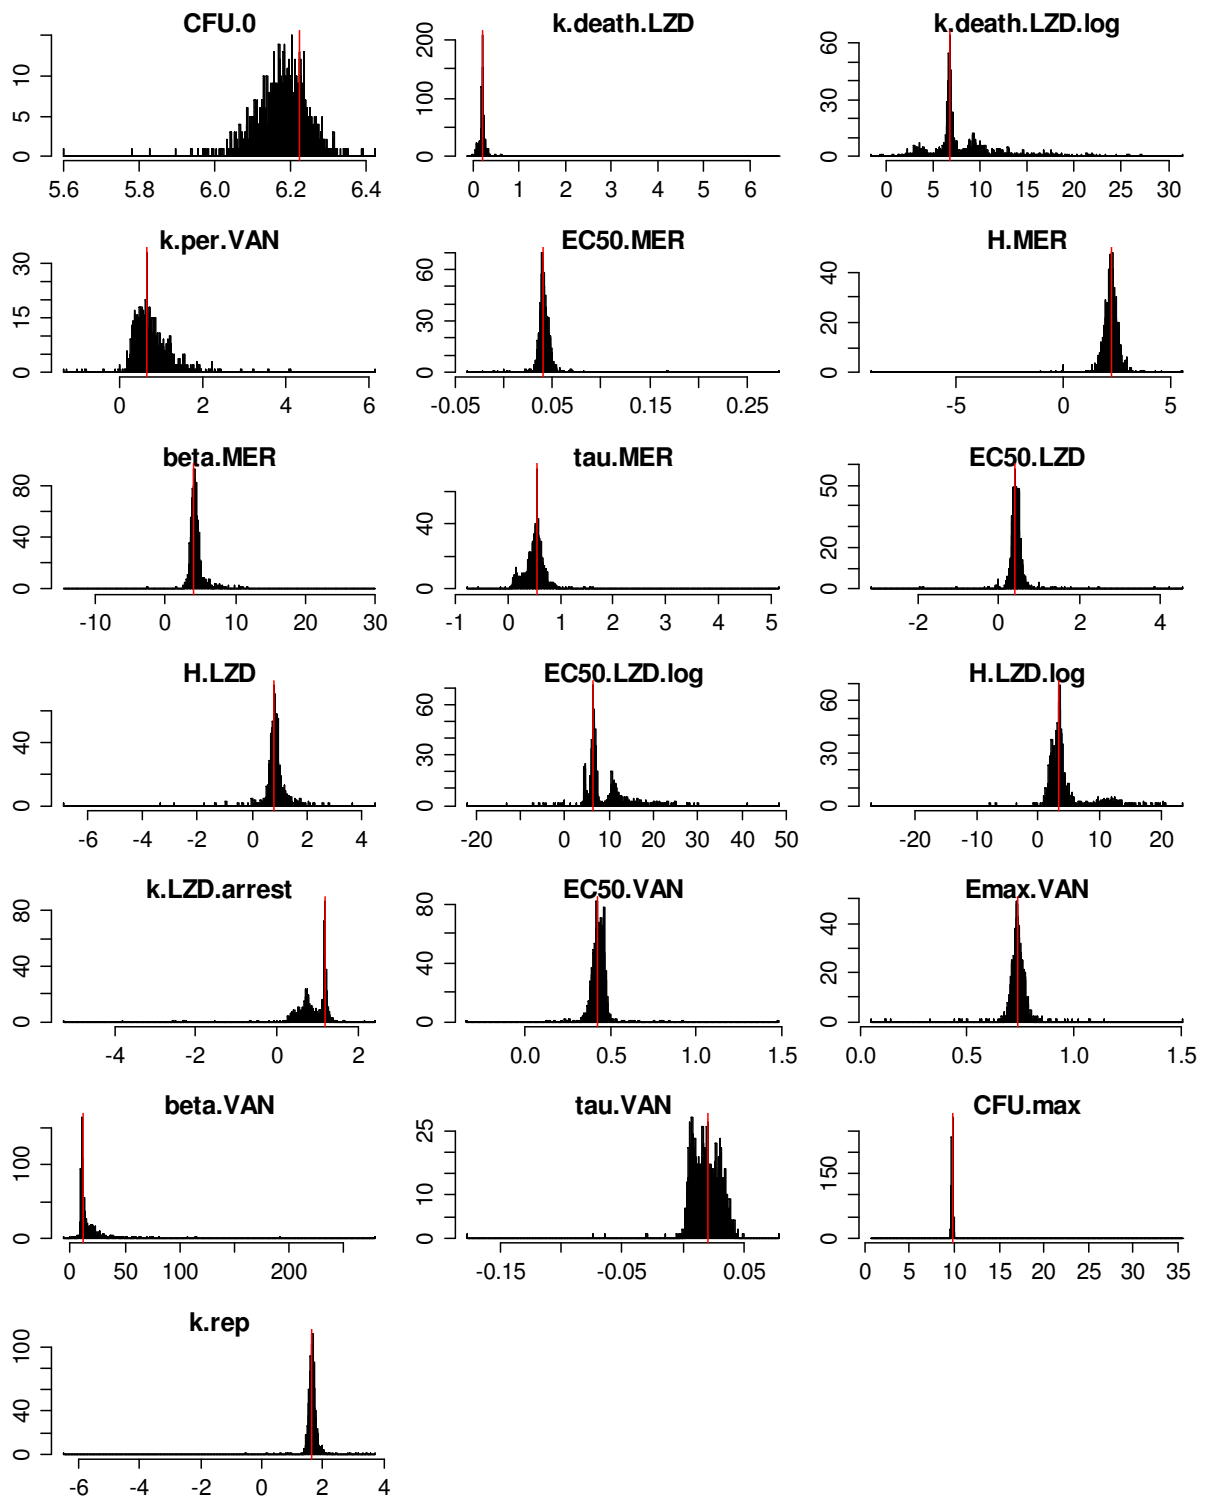 CFU.0
0 5 10
5.6 5.8 6.0 6.2 6.4
k.death.LZD
0 100 200
0 1 2 3 4 5 6
k.death.LZD.log
0 30 60
0 5 10 15 20 25 30
k.per.VAN
0 15 30
0 2 4 6
EC50.MER
0 30 60
-0.05 0.05 0.15 0.25
H.MER
0 20 40
-5 0 5
beta.MER
0 40 80
-10 0 10 20 30
tau.MER
0 40
-1 0 1 2 3 4 5
EC50.LZD
0 20 50
-2 0 2 4
H.LZD
0 40
-6 -4 -2 0 2 4
EC50.LZD.log
0 30 60
-20 0 10 20 30 40 50
H.LZD.log
0 30 60
-20 -10 0 10 20
k.LZD.arrest
0 40 80
-4 -2 0 2
EC50.VAN
0 40 80
0.0 0.5 1.0 1.5
Emax.VAN
0 20 40
0.0 0.5 1.0 1.5
beta.VAN
0 100
0 50 100 200
tau.VAN
0 10 25
-0.15 -0.05 0.05
CFU.max
0 150
0 5 10 15 20 25 30 35
k.rep
0 40 100
-6 -4 -2 0 2 4